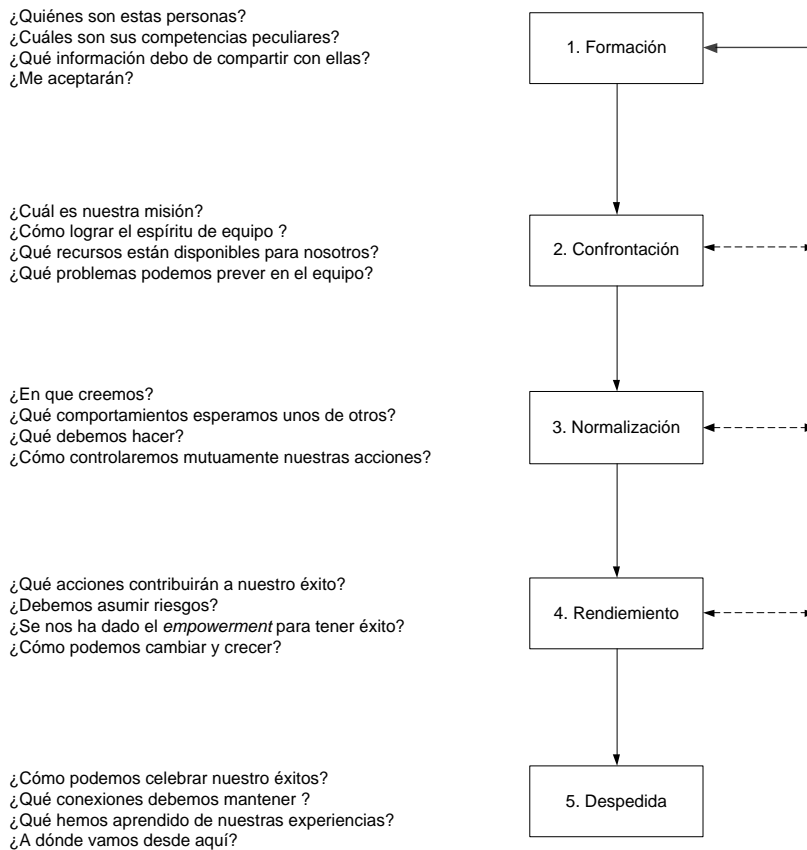 ¿Quiénes son estas personas?
¿Cuáles son sus competencias peculiares?
¿Qué información debo de compartir con ellas?
¿Me aceptarán?
1. Formación
¿Cuál es nuestra misión?
¿Cómo lograr el espíritu de equipo ?
¿Qué recursos están disponibles para nosotros?
¿Qué problemas podemos prever en el equipo?
2. Confrontación
¿En que creemos?
¿Qué comportamientos esperamos unos de otros?
¿Qué debemos hacer?
¿Cómo controlaremos mutuamente nuestras acciones?
3. Normalización
¿Qué acciones contribuirán a nuestro éxito?
¿Debemos asumir riesgos?
¿Se nos ha dado el empowerment para tener éxito?
¿Cómo podemos cambiar y crecer?
4. Rendiemiento
¿Cómo podemos celebrar nuestro éxitos?
¿Qué conexiones debemos mantener ?
¿Qué hemos aprendido de nuestras experiencias?
¿A dónde vamos desde aquí?
5. Despedida